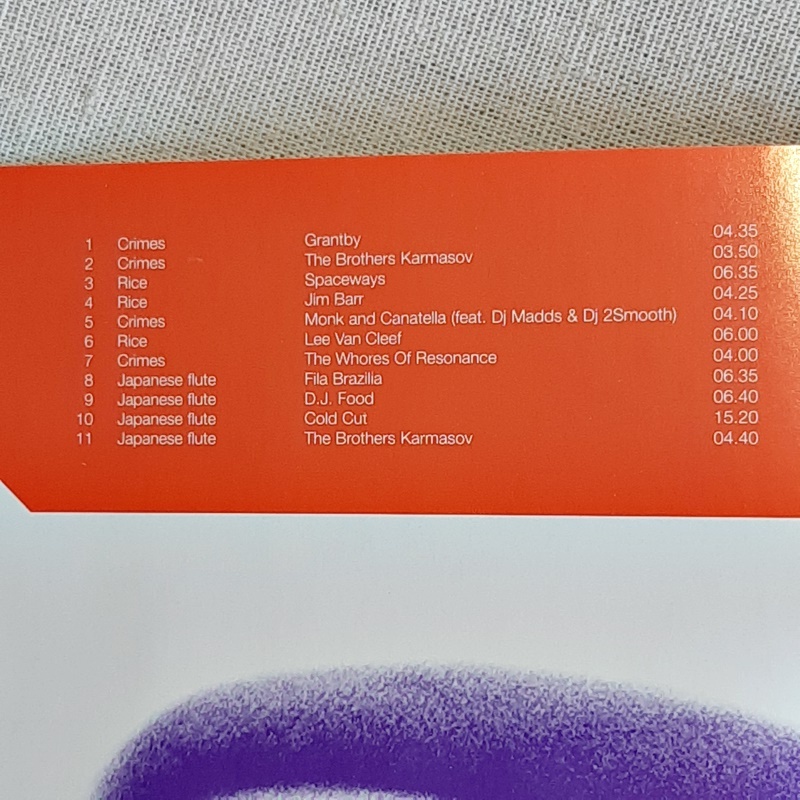 1 Crimes Grantby 04.35
2 Crimes The Brothers Karmasov 03.50
3 Rice Spaceways 06.35
4 Rice Jim Barr 04.25
5 Crimes Monk and Canatella (feat. Dj Madds & Dj 2Smooth) 04.10
6 Rice Lee Van Cleef 06.00
7 Crimes The Whores Of Resonance 04.00
8 Japanese flute Fila Brazilia 06.35
9 Japanese flute D.J. Food 06.40
10 Japanese flute Cold Cut 15.20
11 Japanese flute The Brothers Karmasov 04.40